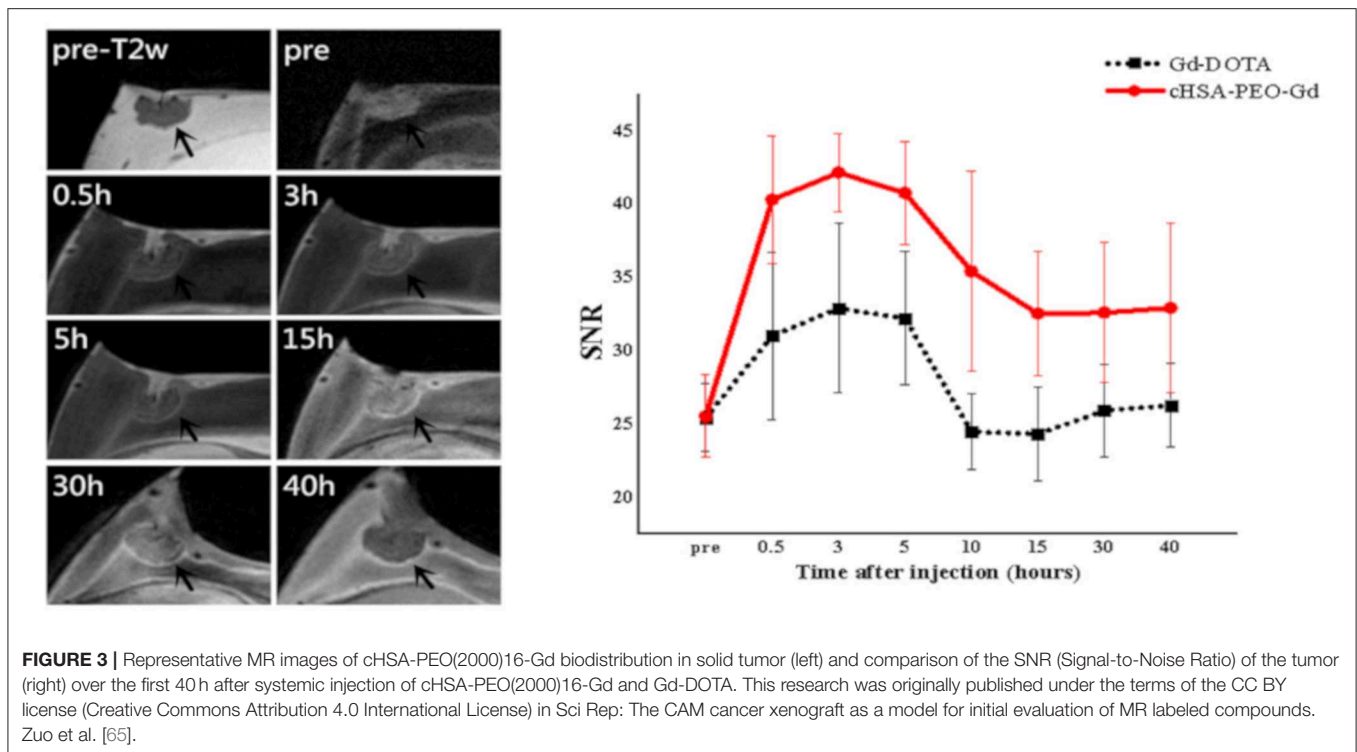 pre-T2w
pre
0.5h
3h
5h
15h
30h
40h
Gd-DOTA
cHSA-PEO-Gd
SNR
45
40
35
30
25
20
pre 0.5 3 5 10 15 30 40
Time after injection (hours)
FIGURE 3 | Representative MR images of cHSA-PEO(2000)16-Gd biodistribution in solid tumor (left) and comparison of the SNR (Signal-to-Noise Ratio) of the tumor
(right) over the first 40 h after systemic injection of cHSA-PEO(2000)16-Gd and Gd-DOTA. This research was originally published under the terms of the CC BY
license (Creative Commons Attribution 4.0 International License) in Sci Rep: The CAM cancer xenograft as a model for initial evaluation of MR labeled compounds.
Zuo et al. [65].